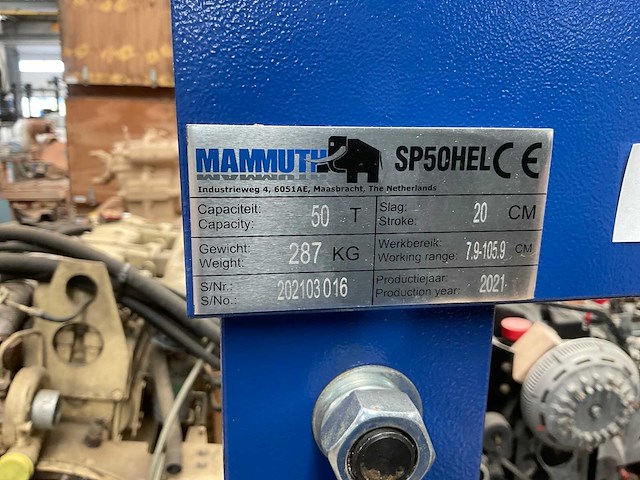 MAMMUTH SP50HEL CE
Industrieweg 4, 6051AE, Maasbracht, The Netherlands
Capaciteit: Slag:
Capacity: 50 T Stroke: 20 CM
Gewicht: Werkbereik:
Weight: 287 KG Working range: 7.9-105.9 CM
S/Nr.: Productiejaar:
S/No.: 202103016 Production year: 2021